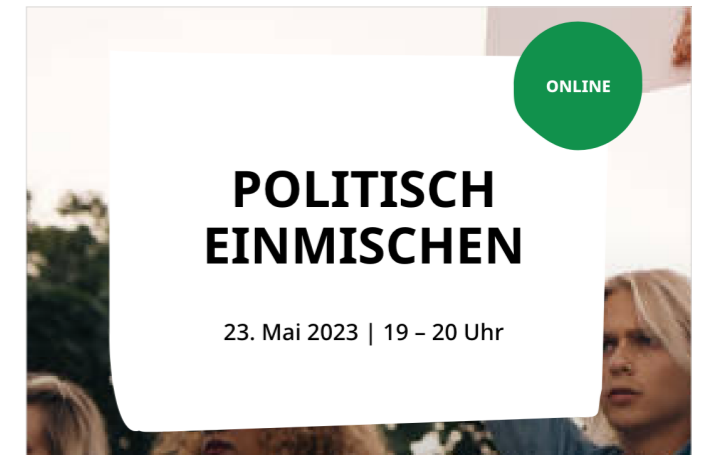 ONLINE
POLITISCH
EINMISCHEN
23. Mai 2023 | 19 – 20 Uhr